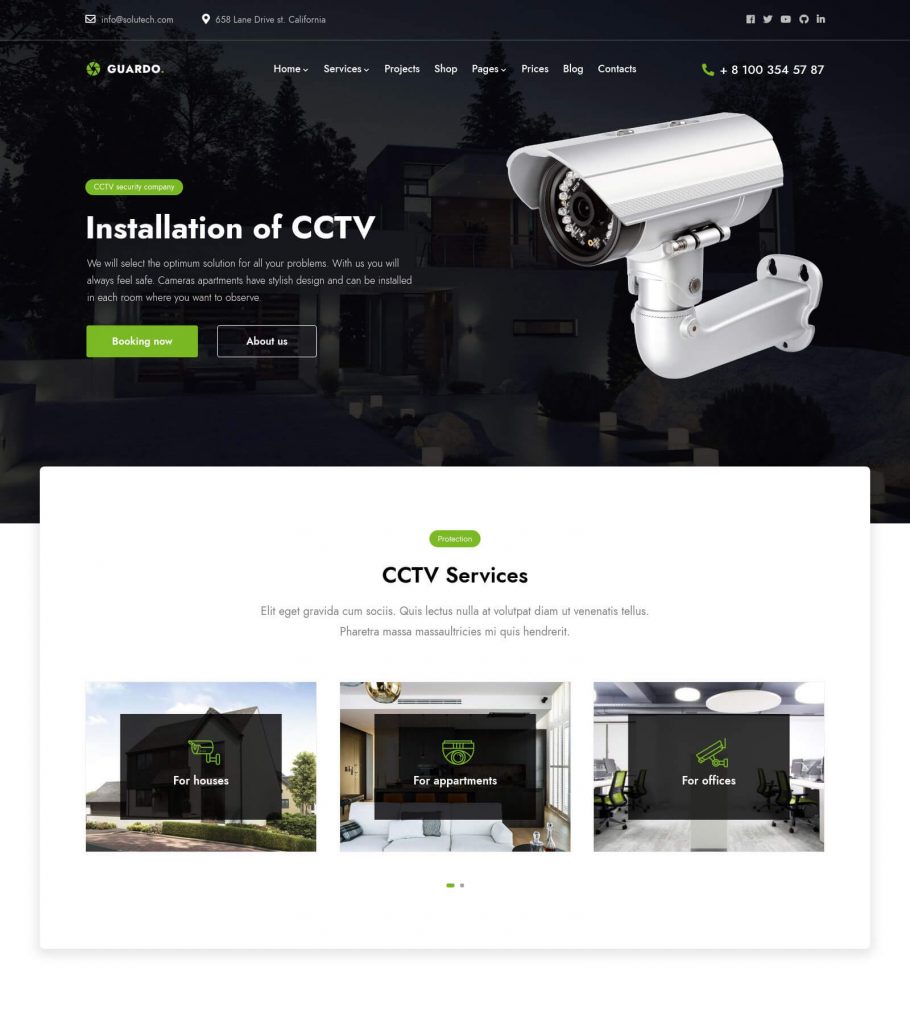 info@solutech.com
658 Lane Drive st. California
GUARDO.
Home
Services
Projects
Shop
Pages
Prices
Blog
Contacts
+ 8 100 354 57 87
CCTV security company
Installation of CCTV
We will select the optimum solution for all your problems. With us you will
always feel safe. Cameras apartments have stylish design and can be installed
in each room where you want to observe.
Booking now
About us
Protection
CCTV Services
Elit eget gravida cum sociis. Quis lectus nulla at volutpat diam ut venenatis tellus.
Pharetra massa massaultricies mi quis hendrerit.
For houses
For appartments
For offices